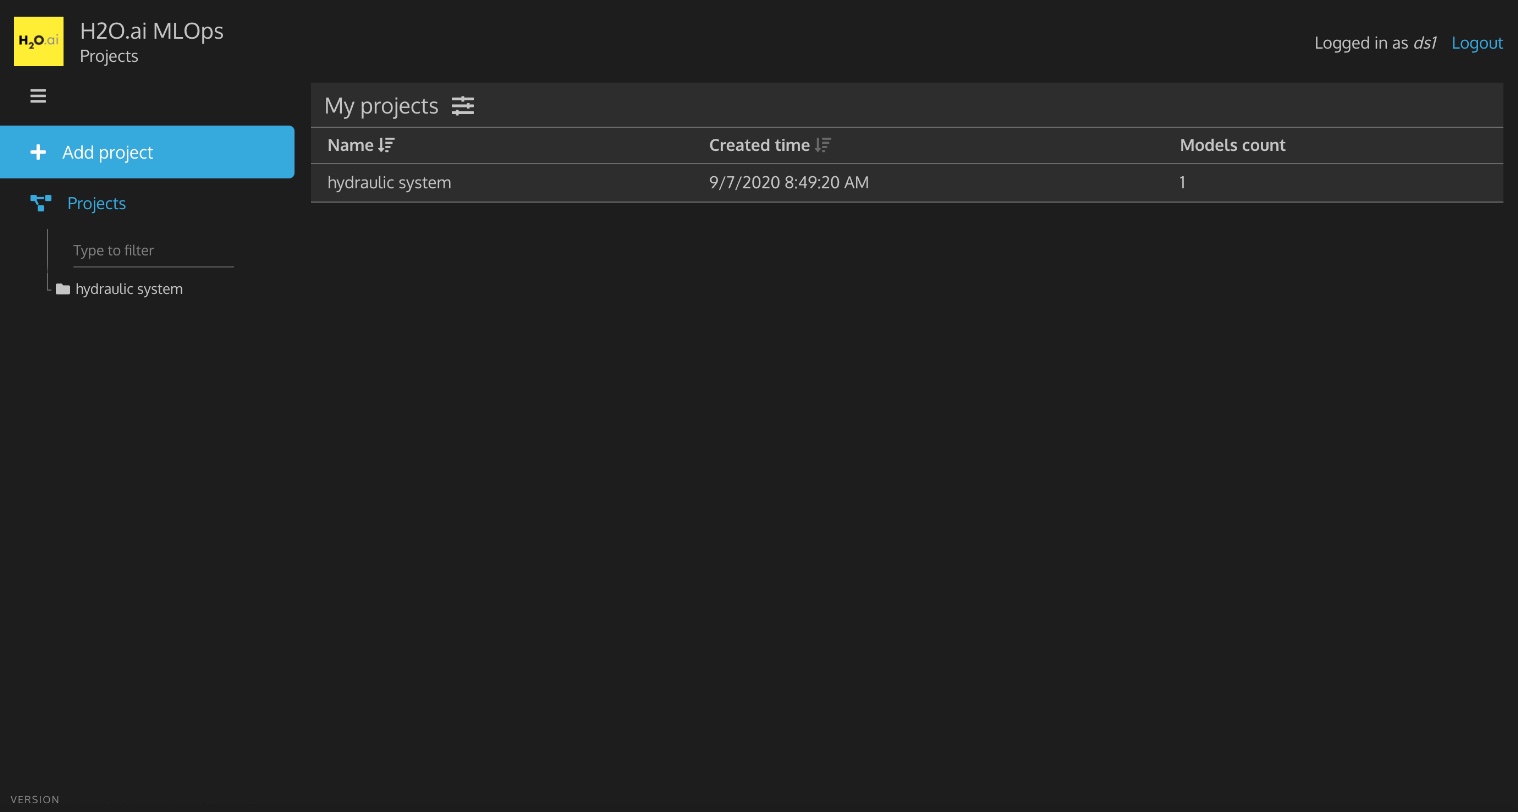 H2O.ai
H2O.ai MLOps
Projects
Logged in as ds1 Logout
Add project
Projects
Type to filter
hydraulic system
My projects
Name Created time Models count
hydraulic system 9/7/2020 8:49:20 AM 1
VERSION